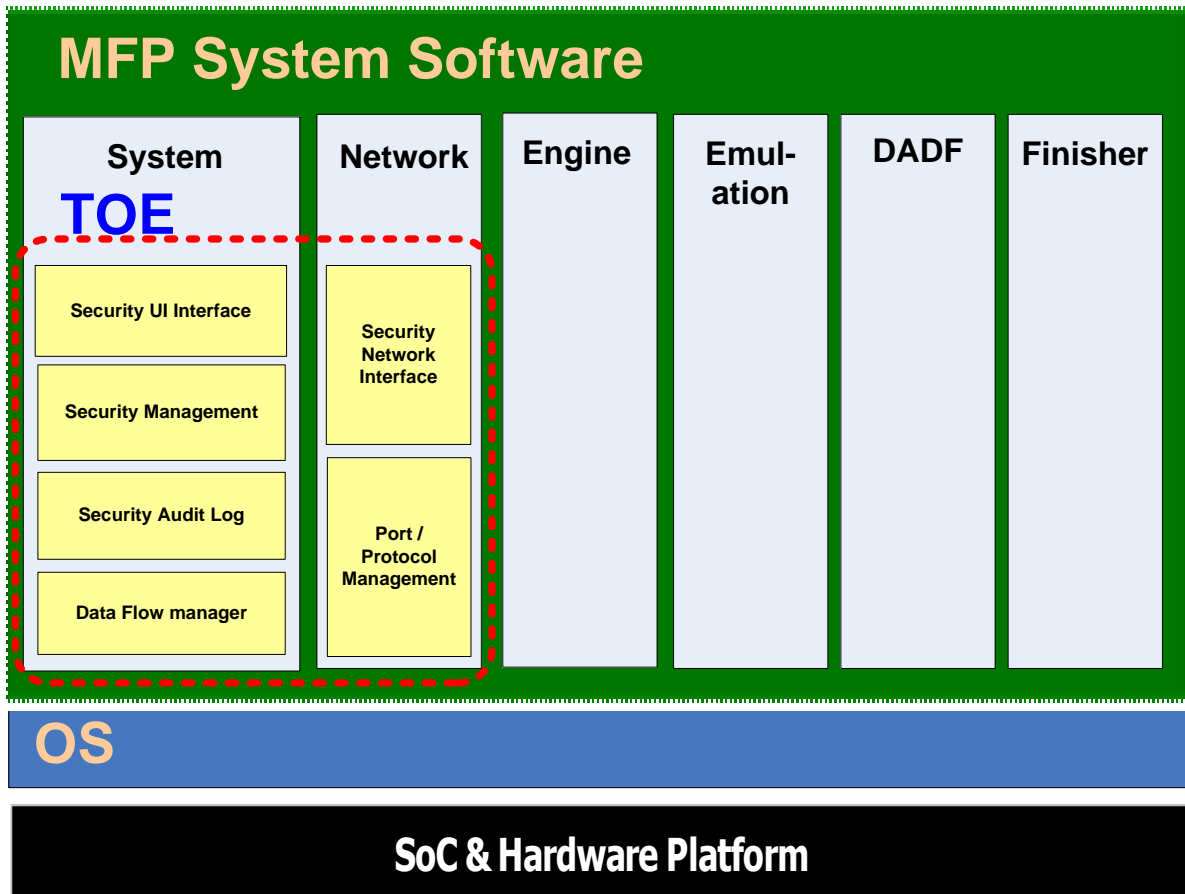 MFP System Software
System
TOE
Security UI Interface
Security Management
Security Audit Log
Data Flow manager
Network
Security
Network
Interface
Port /
Protocol
Management
Engine
Emul-
ation
DADF
Finisher
OS
SoC & Hardware Platform